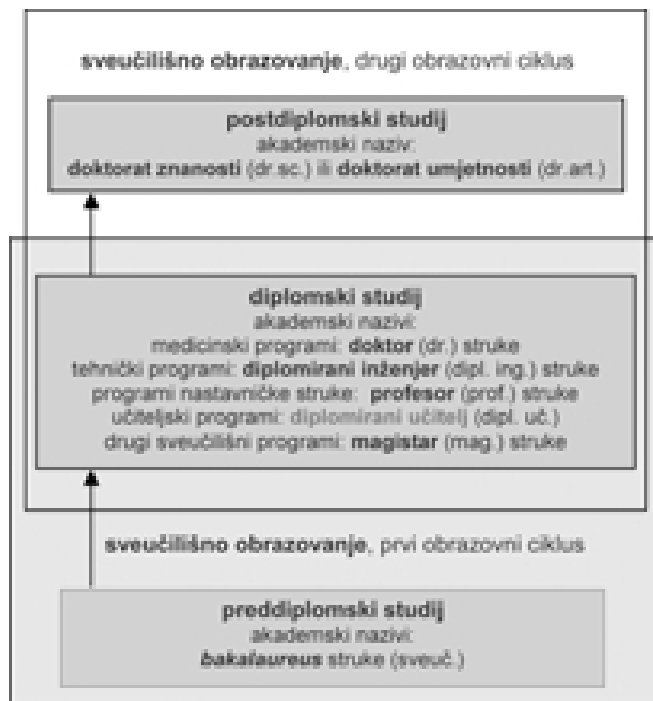 sveučilišno obrazovanje, drugi obrazovni ciklus
postdiplomski studij
akademski naziv:
doktorat znanosti (dr.sc.) ili doktorat umjetnosti (dr.art.)
diplomski studij
akademski nazivi:
medicinski programi: doktor (dr.) struke
tehnički programi: diplomirani inženjer (dipl. ing.) struke
programi nastavničke struke: profesor (prof.) struke
učiteljski programi: diplomirani učitelj (dipl. uč.)
drugi sveučilišni programi: magistar (mag.) struke
sveučilišno obrazovanje, prvi obrazovni ciklus
preddiplomski studij
akademski nazivi:
bakalaureus struke (sveuč.)